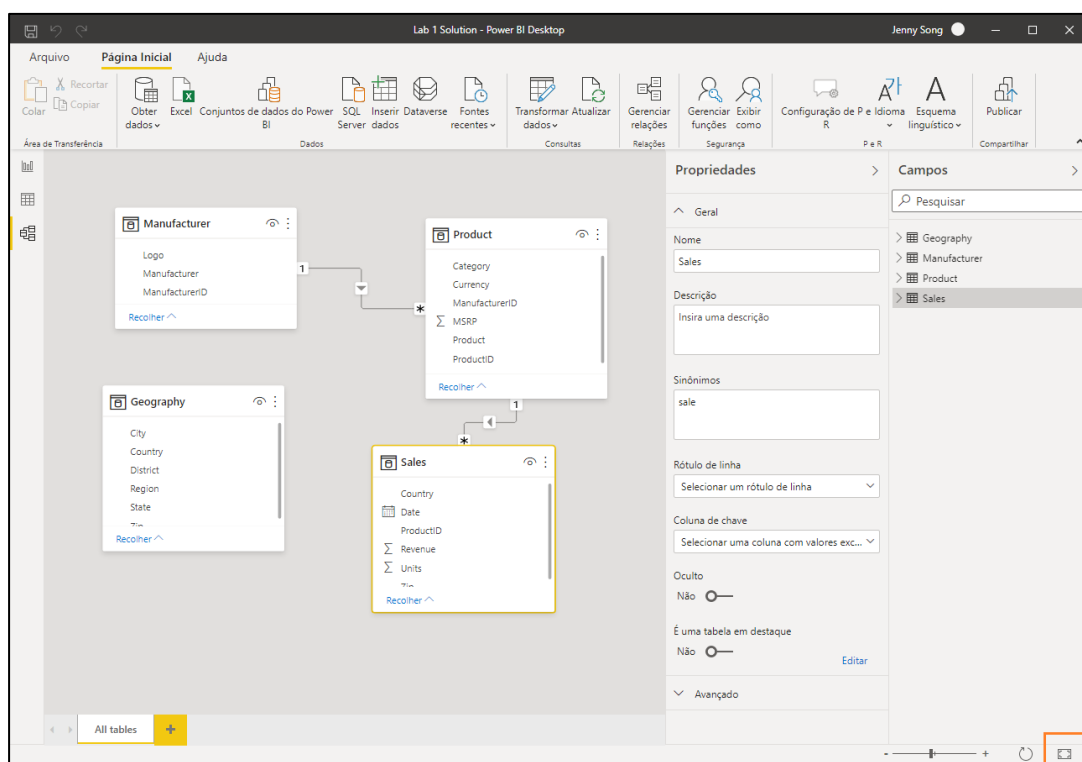 Lab 1 Solution - Power BI Desktop
Jenny Song
Arquivo Página Inicial Ajuda
Colar
Recortar
Copiar
Área de Transferência
Obter dados
Excel
Conjuntos de dados do Power BI
SQL Server
Inserir dados
Dataverse
Fontes recentes
Dados
Transformar dados
Atualizar
Consultas
Gerenciar relações
Relações
Gerenciar funções
Exibir como
Segurança
Configuração de P e R
Idioma
Esquema linguístico
P e R
Publicar
Compartilhar
Manufacturer
Logo
Manufacturer
ManufacturerID
Recolher
1
*
Product
Category
Currency
ManufacturerID
MSRP
Product
ProductID
Recolher
1
*
Geography
City
Country
District
Region
State
Zip
Recolher
Sales
Country
Date
ProductID
Revenue
Units
Zip
Recolher
Propriedades
Geral
Nome
Sales
Descrição
Insira uma descrição
Sinônimos
sale
Rótulo de linha
Selecionar um rótulo de linha
Coluna de chave
Selecionar uma coluna com valores exc...
Oculto
Não
É uma tabela em destaque
Não
Editar
Avançado
Campos
Pesquisar
Geography
Manufacturer
Product
Sales
All tables
+
- +